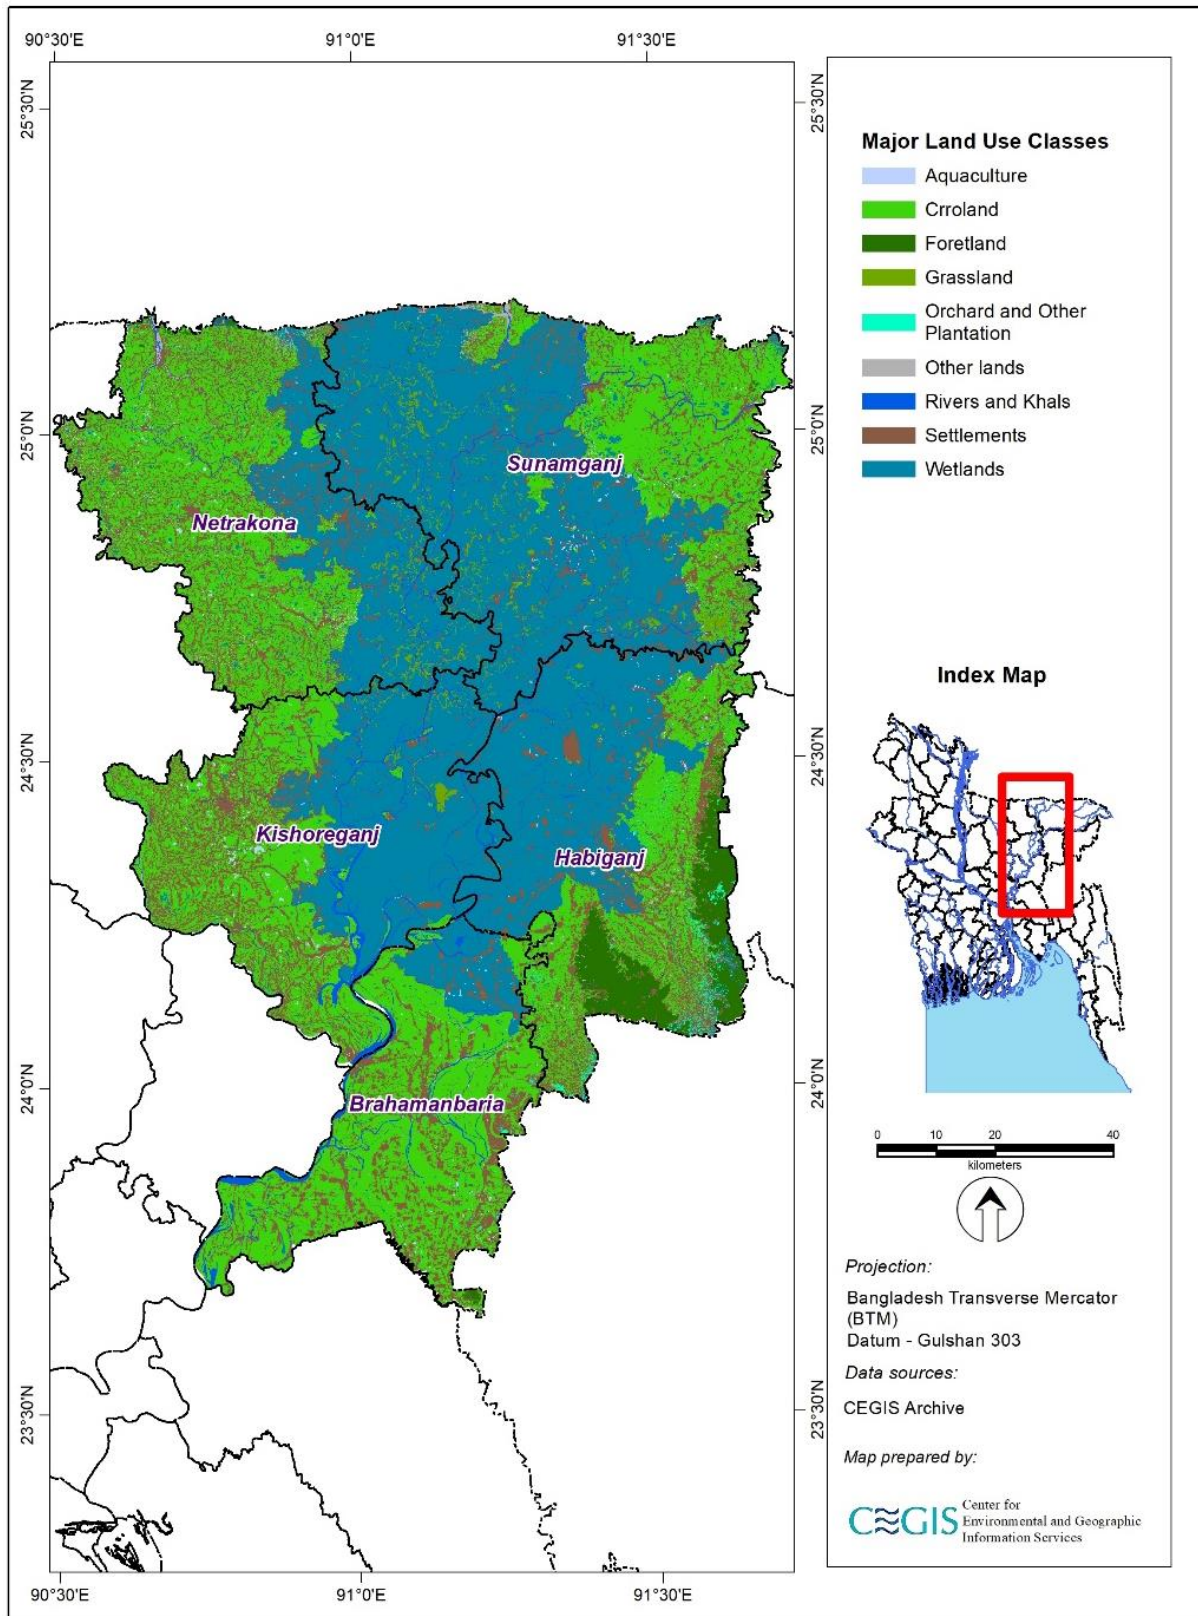 90°30'E
91°0'E
91°30'E
25°30'N
25°30'N
Major Land Use Classes
Aquaculture
Crroland
Foretland
Grassland
Orchard and Other
Plantation
Other lands
Rivers and Khals
Settlements
Wetlands
25°0'N
25°0'N
Sunamganj
Netrakona
Index Map
24°30'N
24°30'N
Kishoreganj
Habiganj
24°0'N
24°0'N
Brahamanbaria
0 10 20 40
kilometers
Projection:
Bangladesh Transverse Mercator
(BTM)
Datum - Gulshan 303
Data sources:
CEGIS Archive
23°30'N
23°30'N
Map prepared by:
CEGIS
Center for
Environmental and Geographic
Information Services
90°30'E
91°0'E
91°30'E